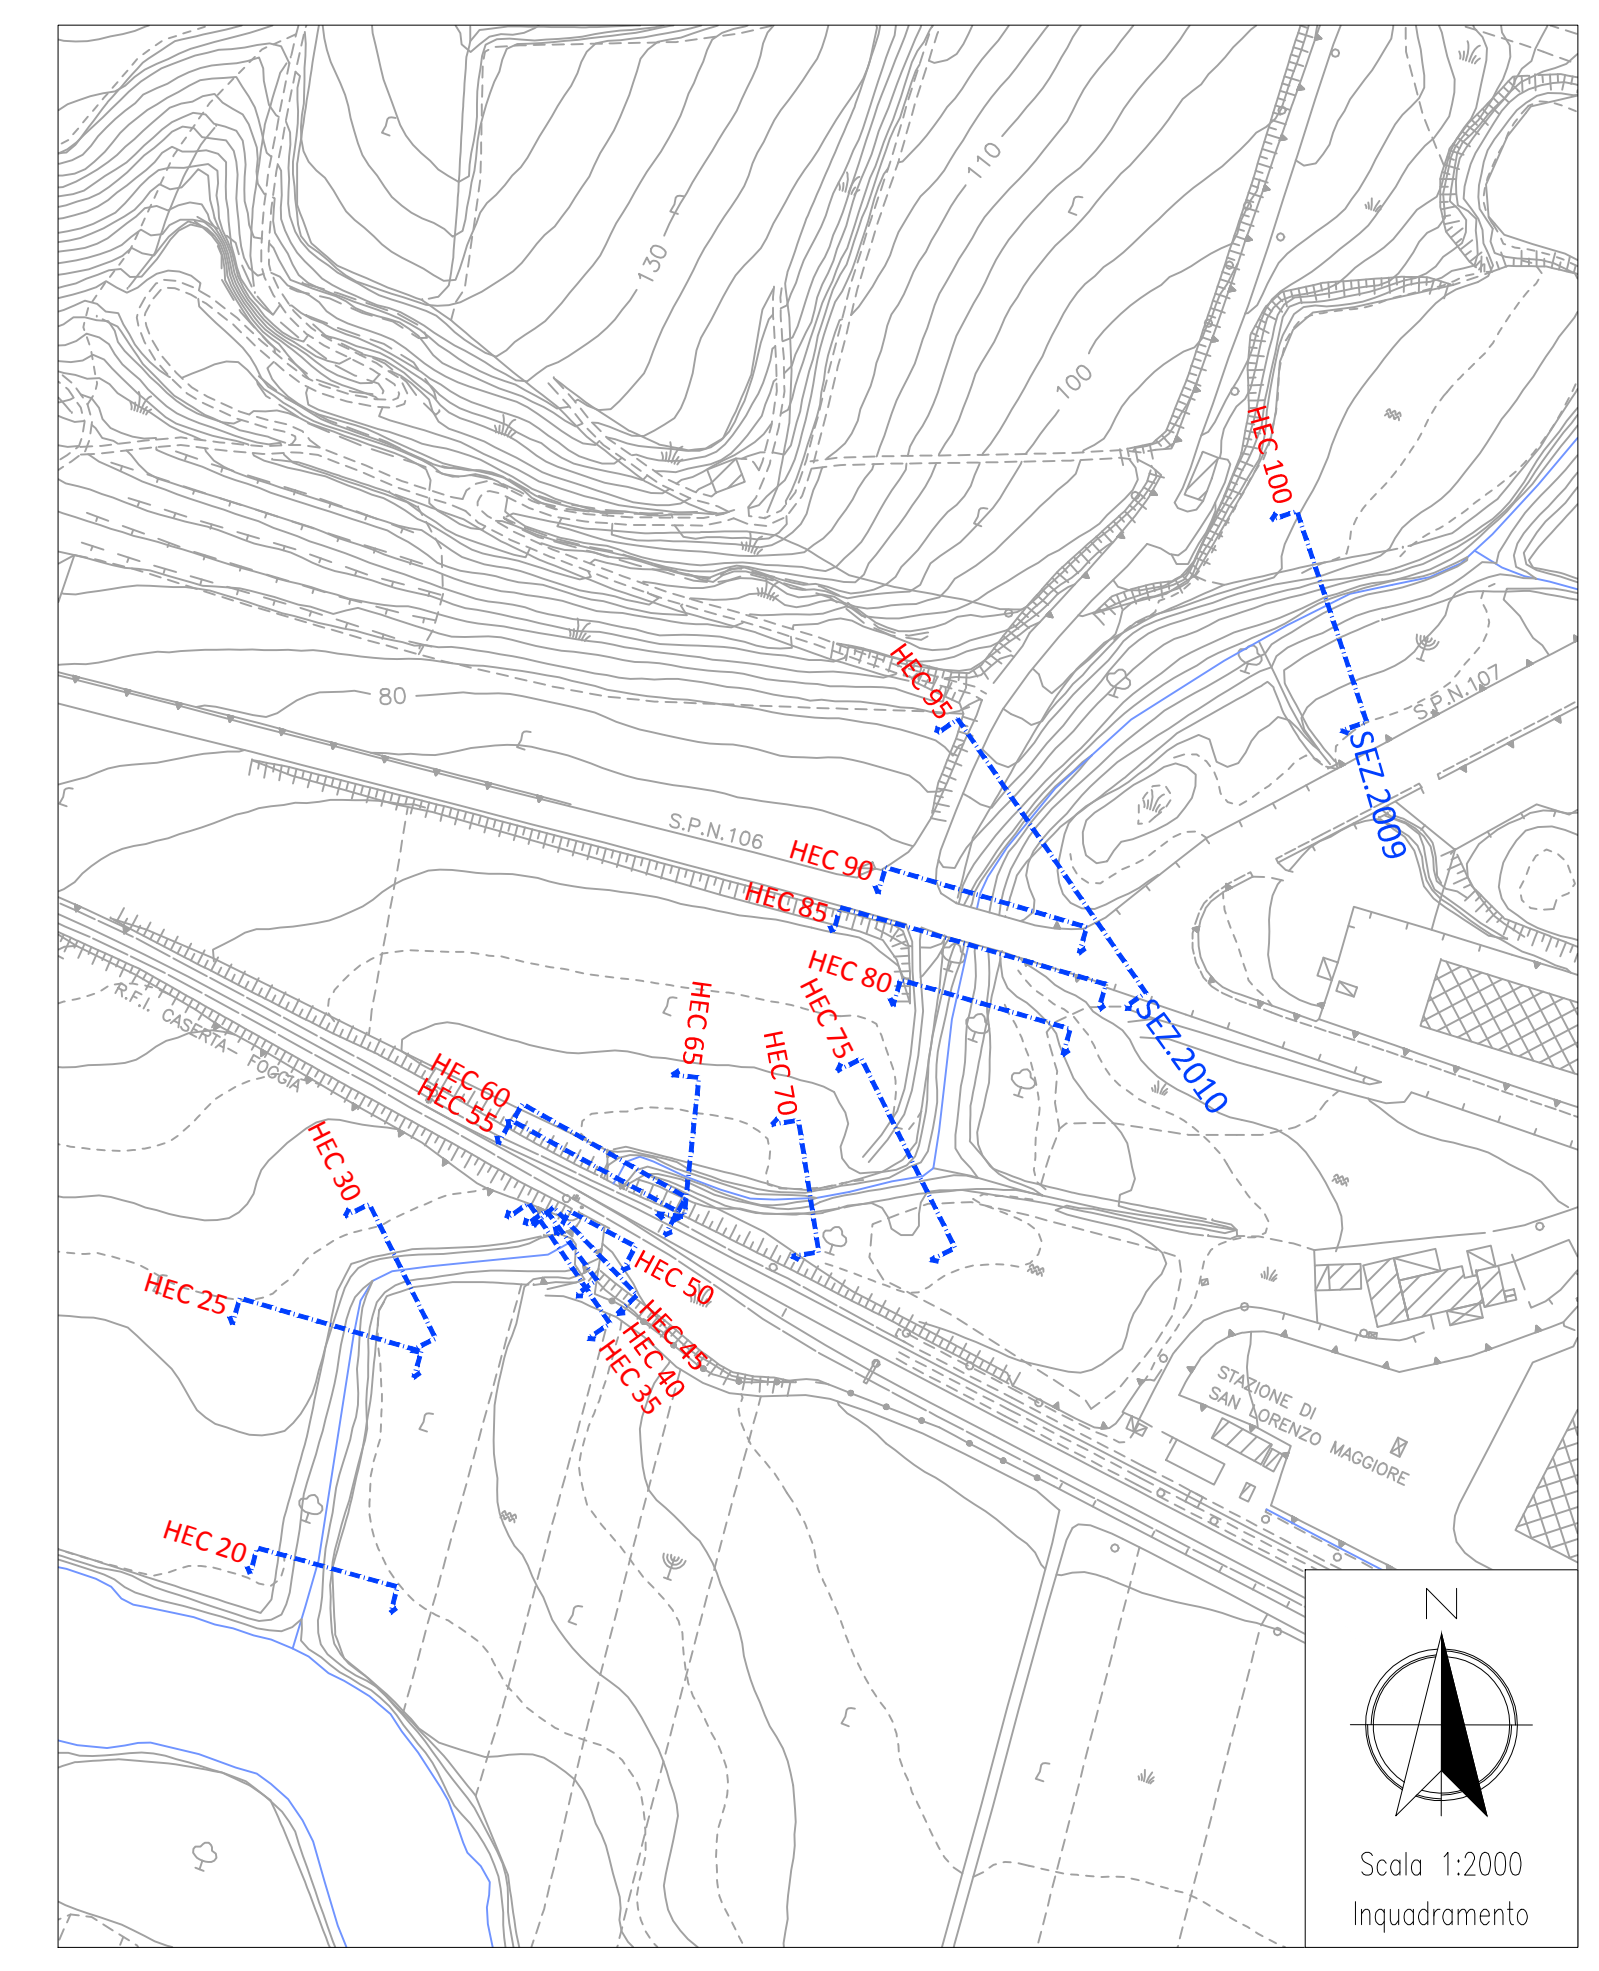 110
130
100
HEC 100
HEC 95
S.P.N.107
80
SEZ.2009
S.P.N.106
HEC 90
HEC 85
HEC 80
HEC 75
HEC 65
R.F.I. CASERTA- FOGGIA
SEZ.2010
HEC 70
HEC 60
HEC 55
HEC 30
HEC 25
HEC 50
HEC 45
HEC 40
HEC 35
STAZIONE DI
SAN LORENZO MAGGIORE
HEC 20
N
Scala 1:2000
Inquadramento